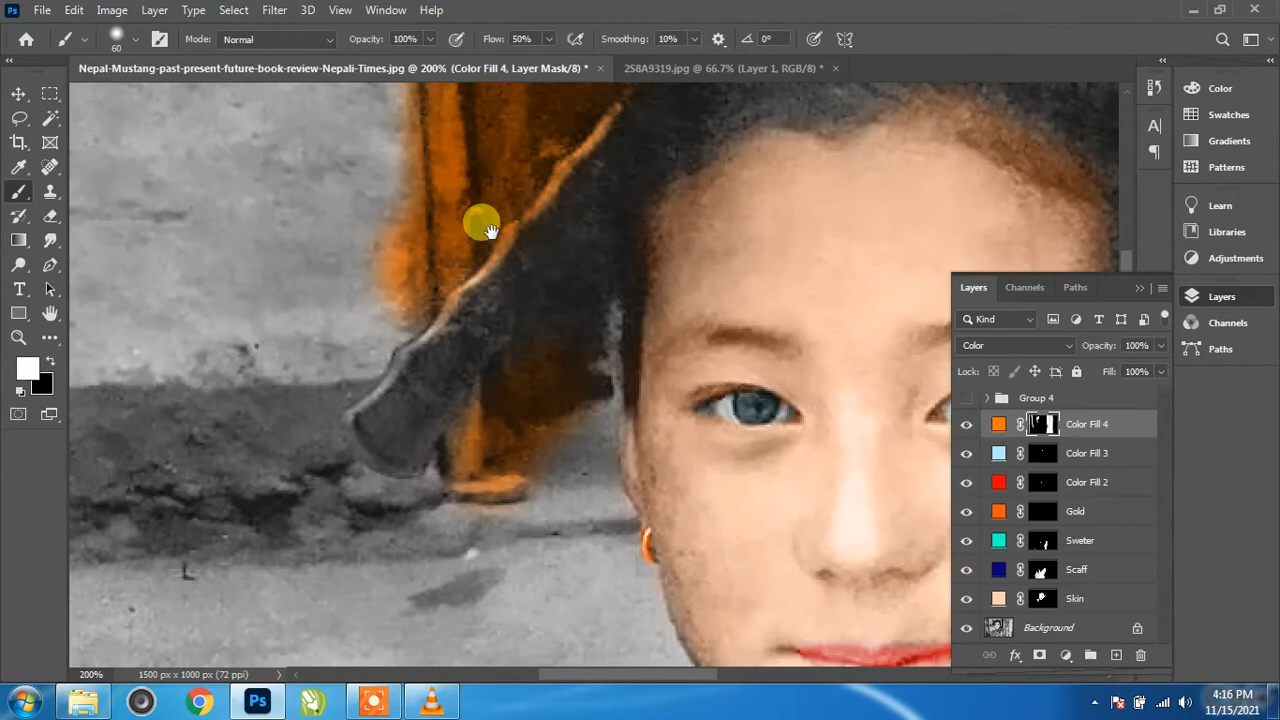 Ps File Edit Image Layer Type Select Filter 3D View Window Help
60 Mode: Normal Opacity: 100% Flow: 50% Smoothing: 10% 0°
Nepal-Mustang-past-present-future-book-review-Nepali-Times.jpg @ 200% (Color Fill 4, Layer Mask/8) * × 2S8A9319.jpg @ 66.7% (Layer 1, RGB/8) * ×
Color
Swatches
Gradients
Patterns
Learn
Libraries
Adjustments
Layers
Channels
Paths
Layers Channels Paths
Kind
Color Opacity: 100%
Lock: Fill: 100%
Group 4
Color Fill 4
Color Fill 3
Color Fill 2
Gold
Sweter
Scaff
Skin
Background
fx
200% 1500 px x 1000 px (72 ppi)
Ps
4:16 PM
11/15/2021